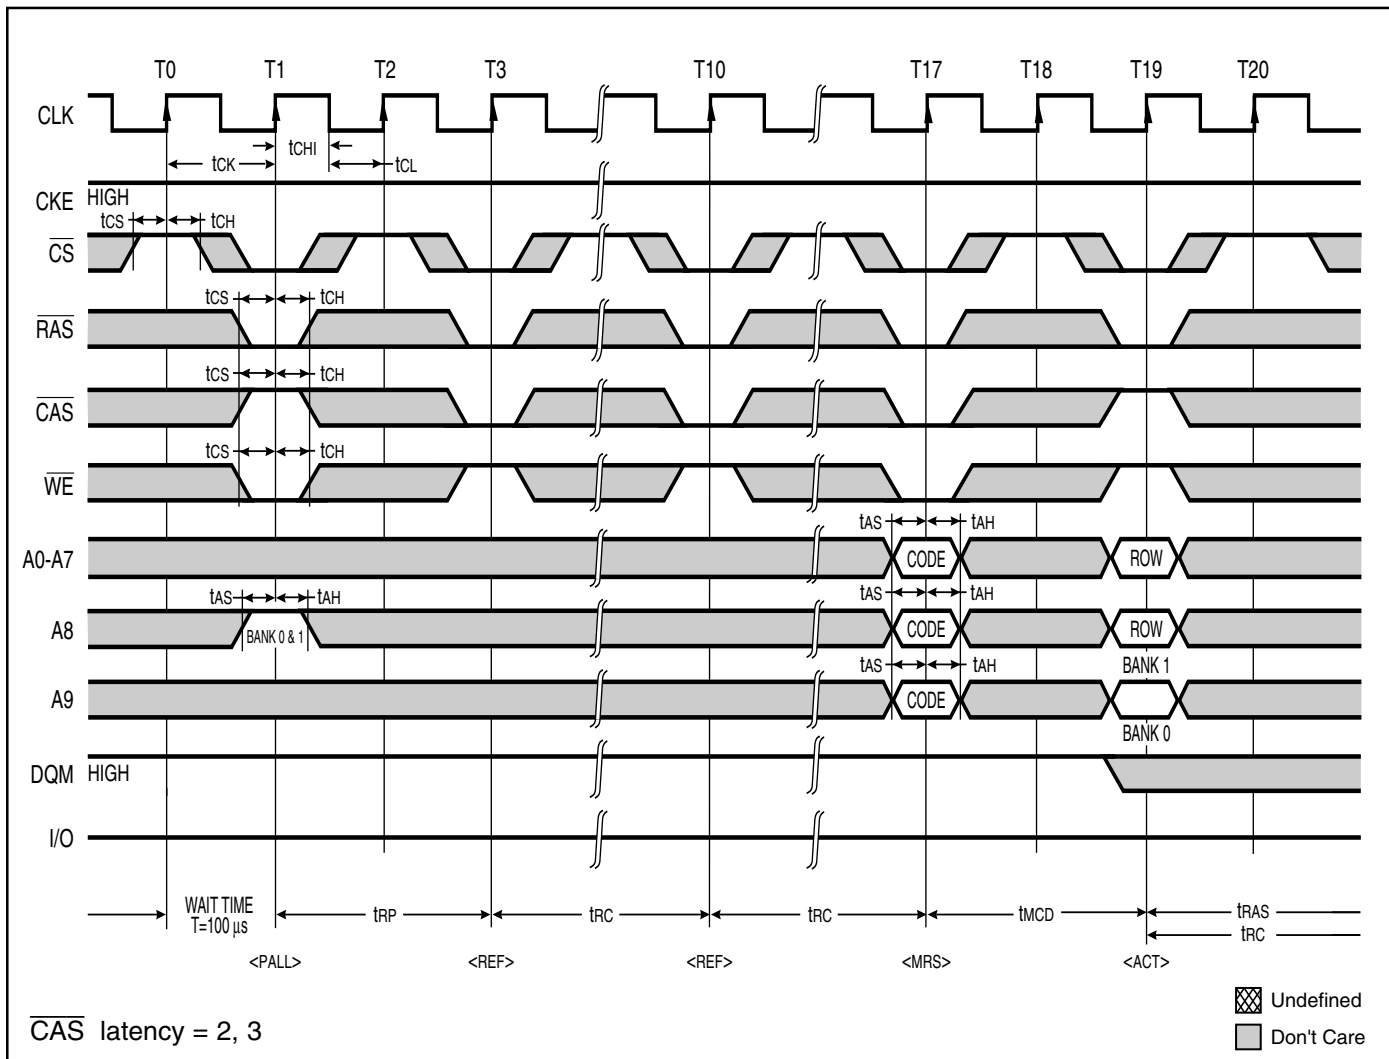 T0 T1 T2 T3 T10 T17 T18 T19 T20
CLK
tCHI
tCK tCL
CKE HIGH
tCS tCH
CS
tCS tCH
RAS
tCS tCH
CAS
tCS tCH
WE
tAS tAH
A0-A7 CODE ROW
tAS tAH tAS tAH
A8 BANK 0 & 1 CODE ROW
tAS tAH BANK 1
A9 CODE
BANK 0
DQM HIGH
I/O
WAIT TIME
T=100 µs
tRP tRC tRC tMCD tRAS
tRC
<PALL> <REF> <REF> <MRS> <ACT>
Undefined
CAS latency = 2, 3
Don't Care